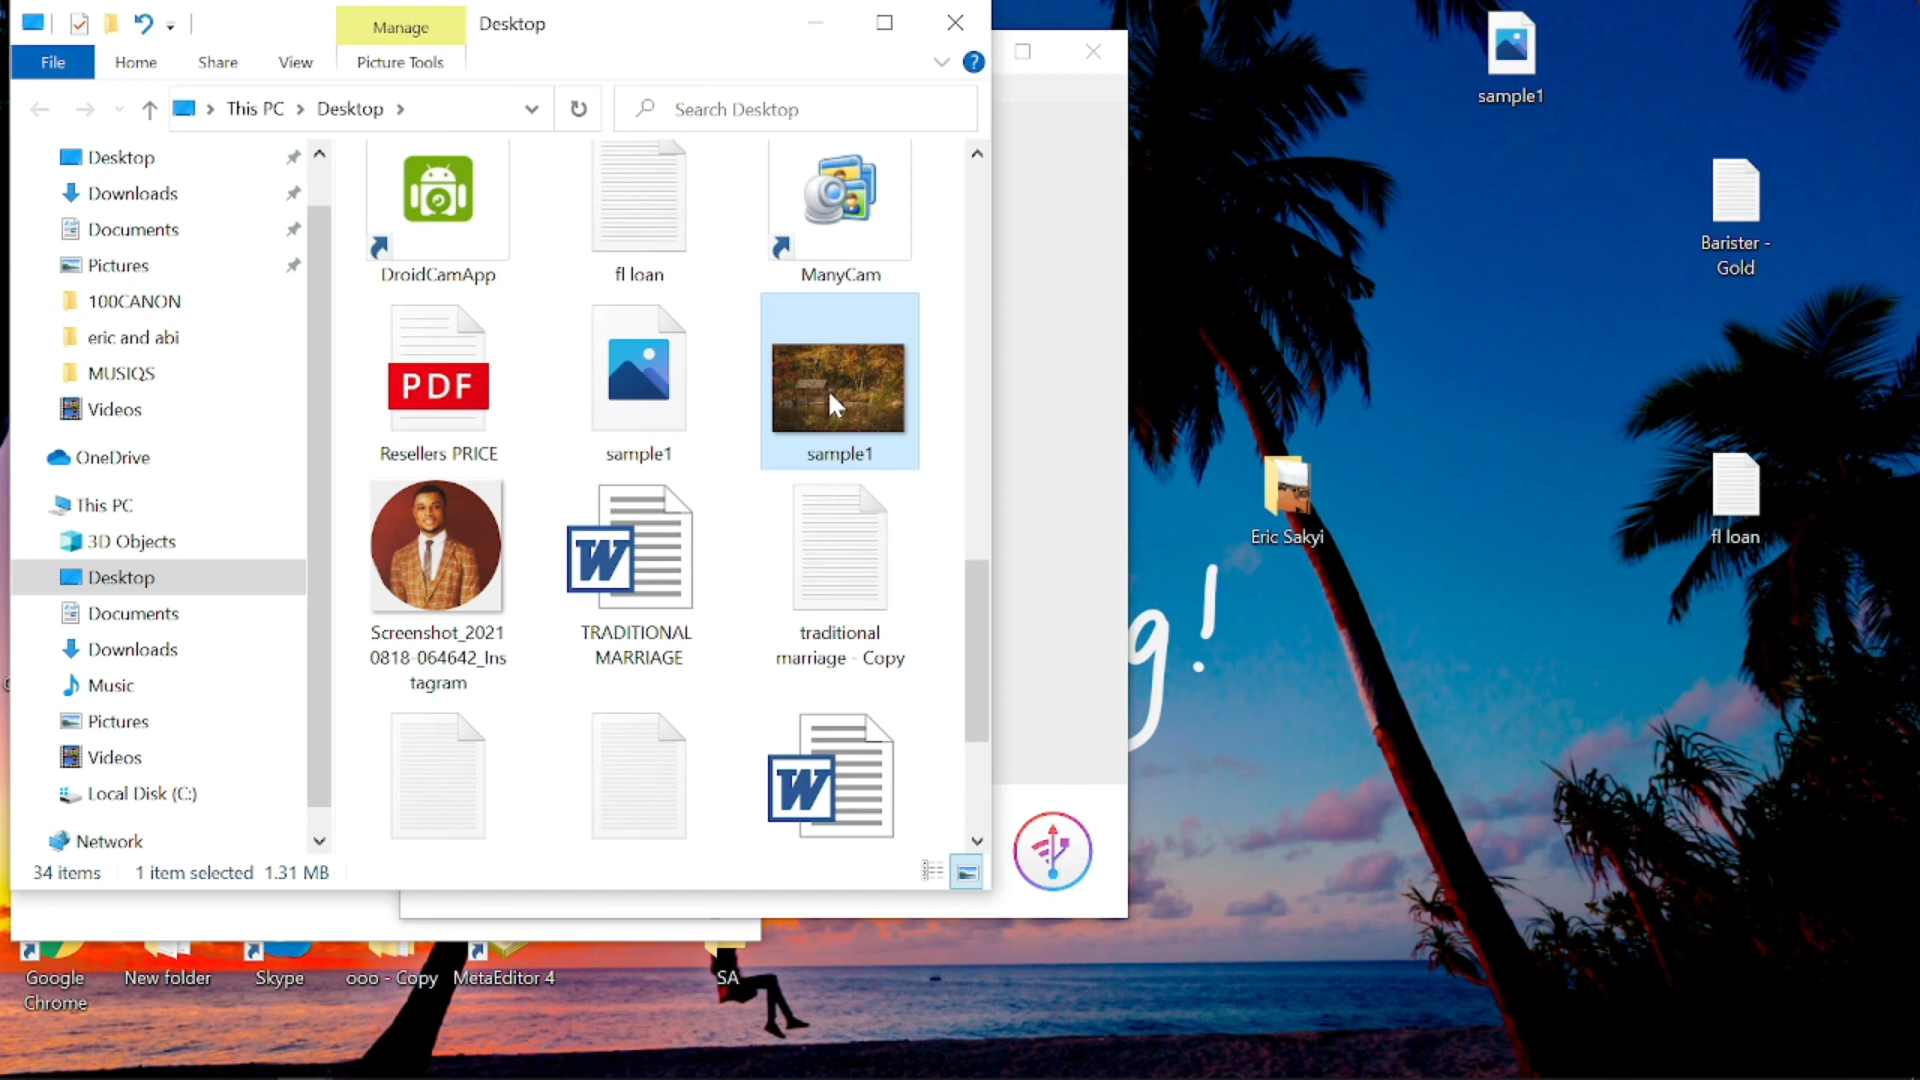 Manage
Desktop
File
Home
Share
View
Picture Tools
This PC
Desktop
Search Desktop
Desktop
Downloads
Documents
Pictures
100CANON
eric and abi
MUSIQS
Videos
OneDrive
This PC
3D Objects
Desktop
Documents
Downloads
Music
Pictures
Videos
Local Disk (C:)
Network
DroidCamApp
fl loan
ManyCam
PDF
Resellers PRICE
sample1
sample1
Screenshot_2021
0818-064642_Ins
tagram
W
TRADITIONAL
MARRIAGE
traditional
marriage - Copy
W
34 items
1 item selected
1.31 MB
sample1
Barister -
Gold
Eric Sakyi
fl loan
g!
Google
Chrome
New folder
Skype
ooo - Copy
MetaEditor 4
SA